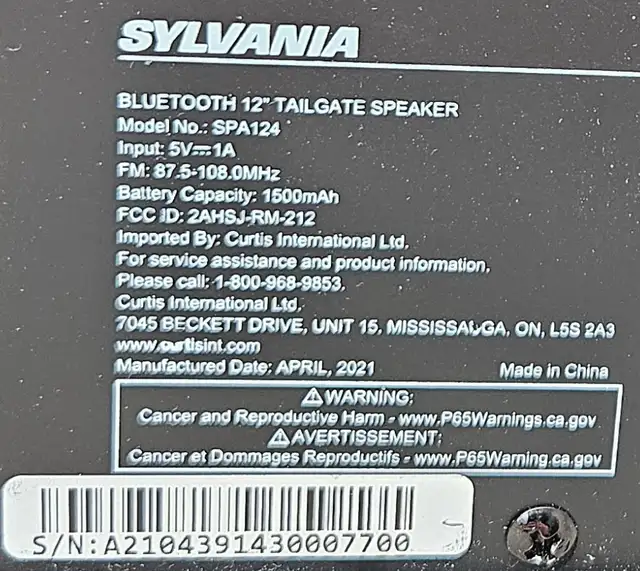 SYLVANIA
BLUETOOTH 12" TAILGATE SPEAKER
Model No.: SPA124
Input: 5V⎓1A
FM: 87.5-108.0MHz
Battery Capacity: 1500mAh
FCC ID: 2AHSJ-RM-212
Imported By: Curtis International Ltd.
For service assistance and product information,
Please call: 1-800-968-9853.
Curtis International Ltd.
7045 BECKETT DRIVE, UNIT 15, MISSISSAUGA, ON, L5S 2A3
www.curtisint.com
Manufactured Date: APRIL, 2021 Made in China
⚠WARNING:
Cancer and Reproductive Harm - www.P65Warnings.ca.gov
⚠AVERTISSEMENT:
Cancer et Dommages Reproductifs - www.P65Warning.ca.gov
S/N:A2104391430007700